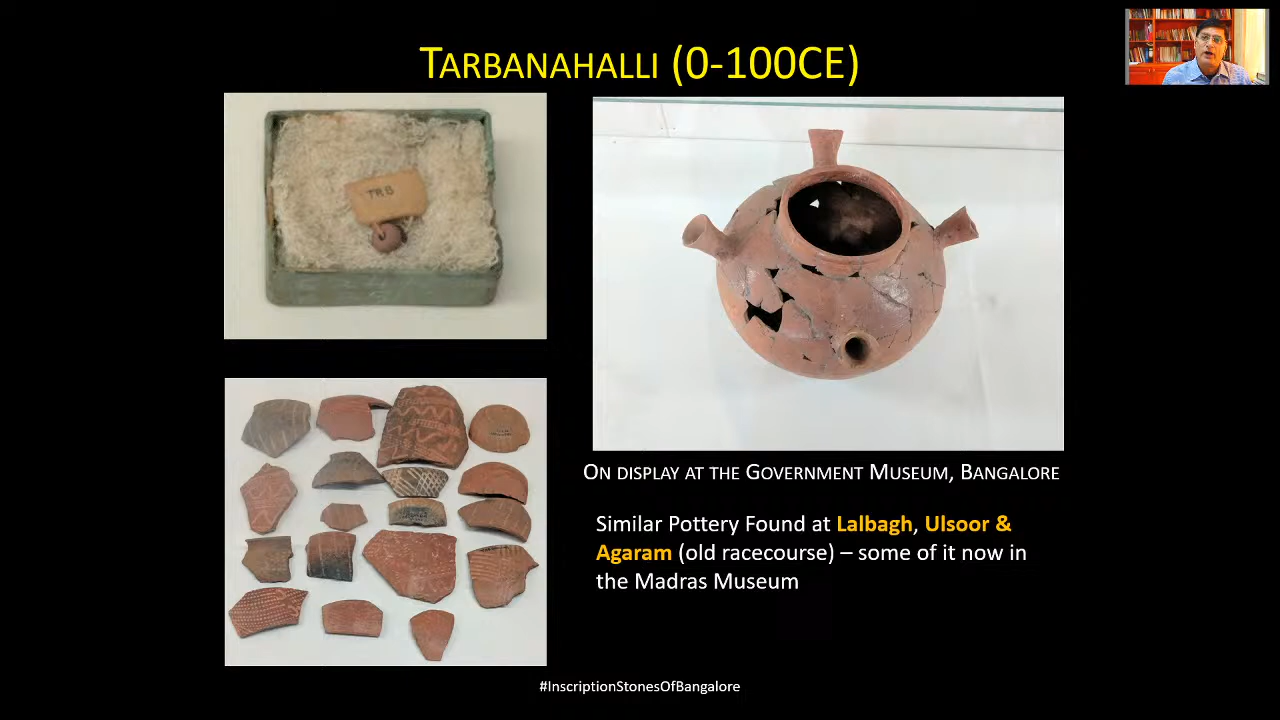 TARBANAHALLI (0-100CE)
TRB
ON DISPLAY AT THE GOVERNMENT MUSEUM, BANGALORE
Similar Pottery Found at Lalbagh, Ulsoor &
Agaram (old racecourse) – some of it now in
the Madras Museum
#InscriptionStonesOfBangalore